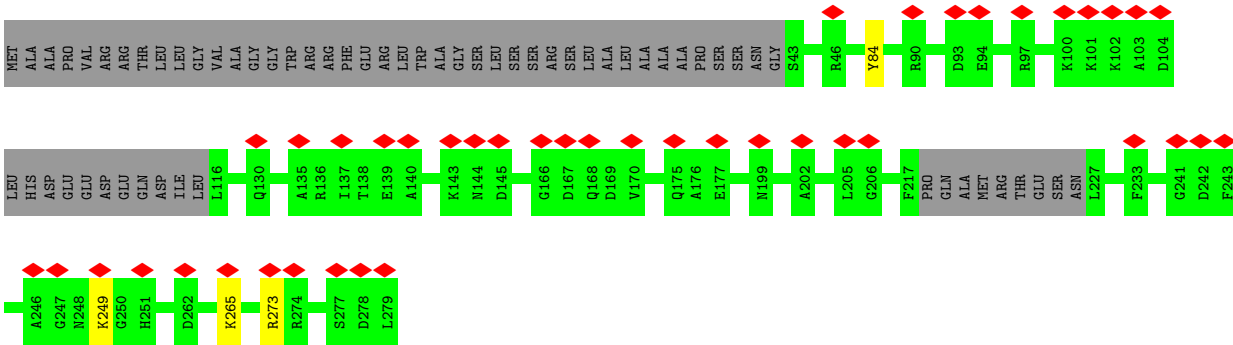 MET ALA ALA PRO VAL ARG ARG THR LEU LEU GLY VAL ALA GLY GLY TRP ARG ARG PHE GLU ARG LEU TRP ALA GLY SER LEU SER SER ARG SER LEU ALA LEU ALA ALA ALA PRO SER SER ASN GLY S43 R46 Y84 R90 D93 E94 R97 K100 K101 K102 A103 D104
LEU HIS ASP GLU GLU ASP GLU GLN ASP ILE LEU L116 Q130 A135 R136 I137 T138 E139 A140 K143 N144 D145 G166 D167 Q168 D169 V170 Q175 A176 E177 N199 A202 L205 G206 F217 PRO GLN ALA MET ARG THR GLU SER ASN L227 F233 G241 D242 F243
A246 G247 N248 K249 G250 H251 D262 K265 R273 R274 S277 D278 L279